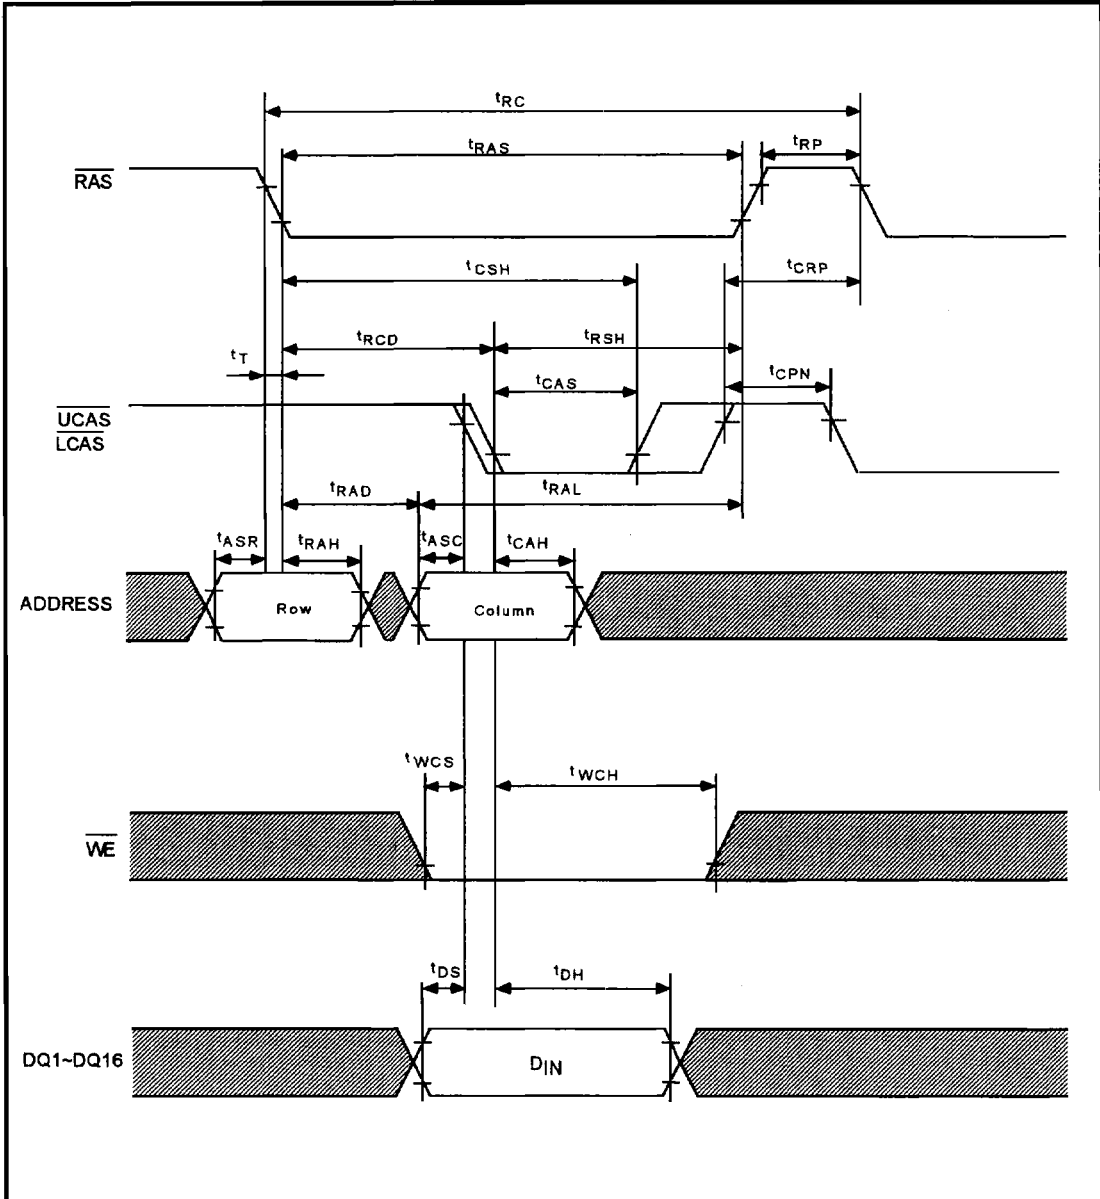 tRC
tRAS
tRP
RAS
tCSH
tCRP
tRCD
tRSH
tT
tCAS
tCPN
UCAS
LCAS
tRAD
tRAL
tASR
tRAH
tASC
tCAH
ADDRESS
Row
Column
tWCS
tWCH
WE
tDS
tDH
DQ1~DQ16
DIN